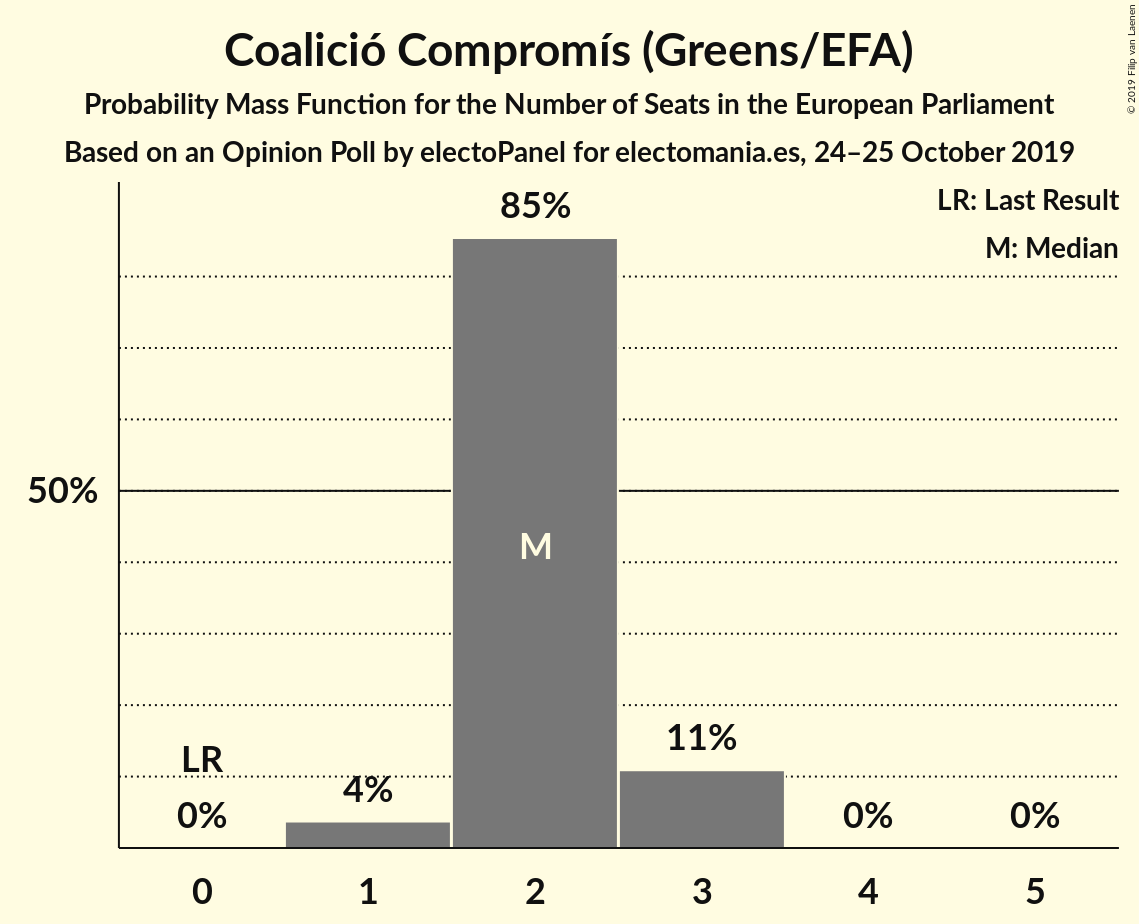 Coalició Compromís (Greens/EFA)
Probability Mass Function for the Number of Seats in the European Parliament
Based on an Opinion Poll by electoPanel for electomania.es, 24–25 October 2019
© 2019 Filip van Laenen
LR: Last Result
M: Median
85%
50%
M
11%
LR
4%
0%
0%
0%
0 1 2 3 4 5